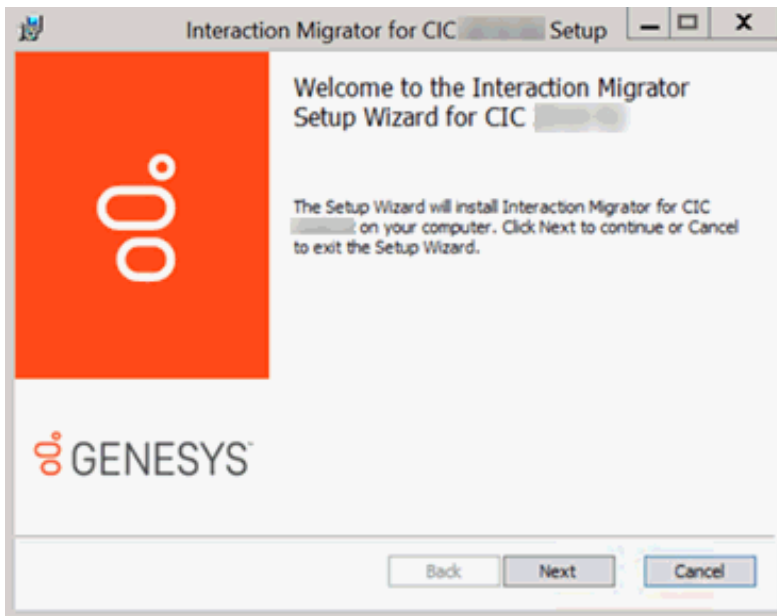 Interaction Migrator for CIC Setup
Welcome to the Interaction Migrator
Setup Wizard for CIC
The Setup Wizard will install Interaction Migrator for CIC
on your computer. Click Next to continue or Cancel
to exit the Setup Wizard.
GENESYS™
Back
Next
Cancel